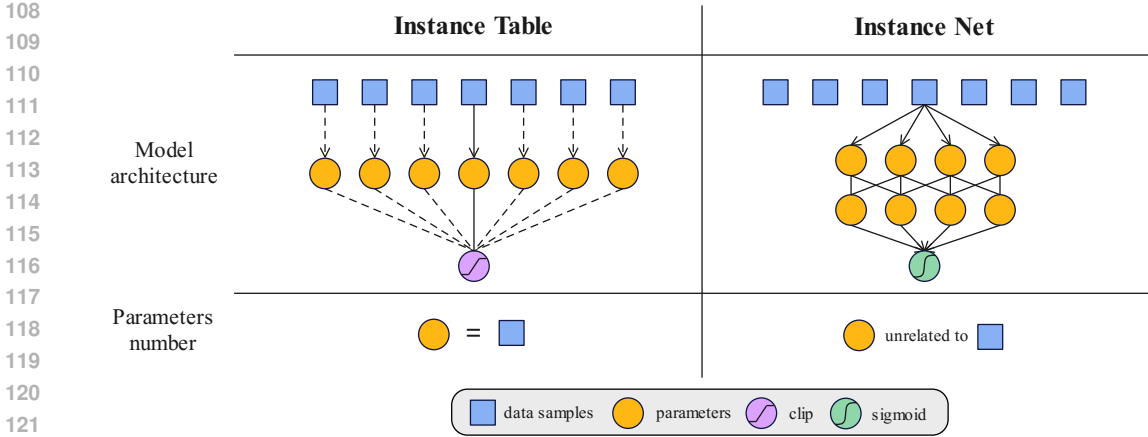 108
109
110
111
112
113
114
115
116
117
118
119
120
121
Instance Table
Instance Net
Model
architecture
Parameters
number
=
unrelated to
data samples
parameters
clip
sigmoid